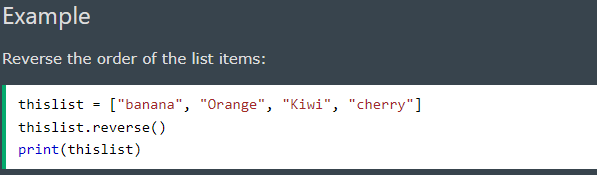 Example
Reverse the order of the list items:
thislist = ["banana", "Orange", "Kiwi", "cherry"]
thislist.reverse()
print(thislist)